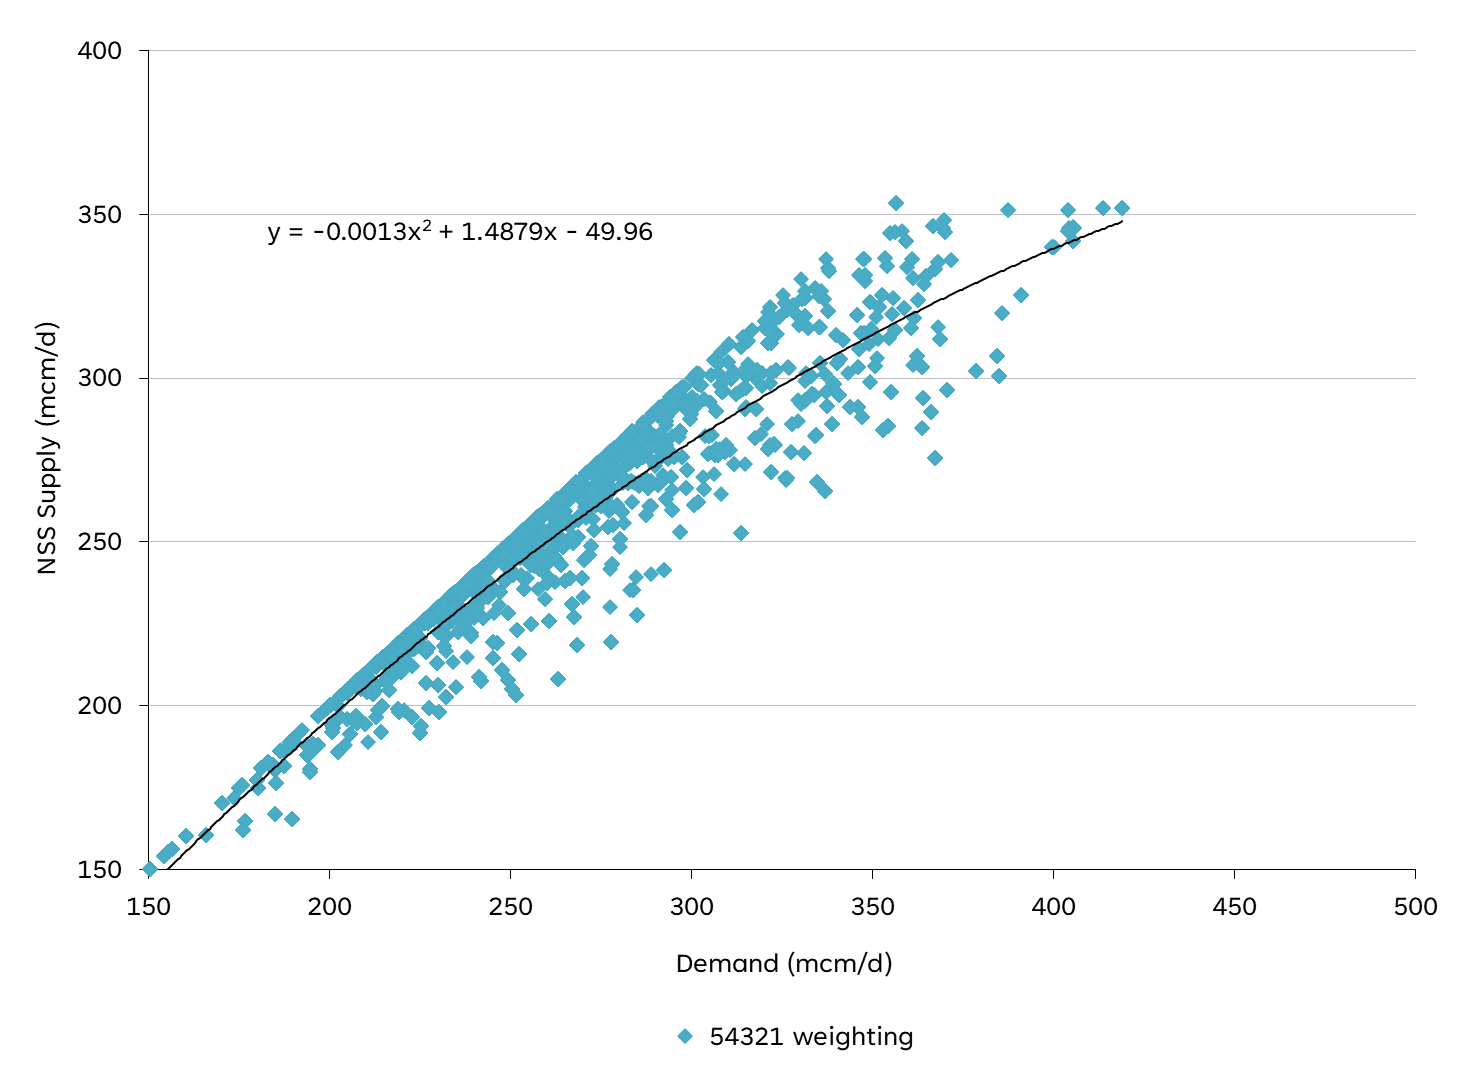 400
350
y = -0.0013x² + 1.4879x - 49.96
300
NSS Supply (mcm/d)
250
200
150
150 200 250 300 350 400 450 500
Demand (mcm/d)
54321 weighting